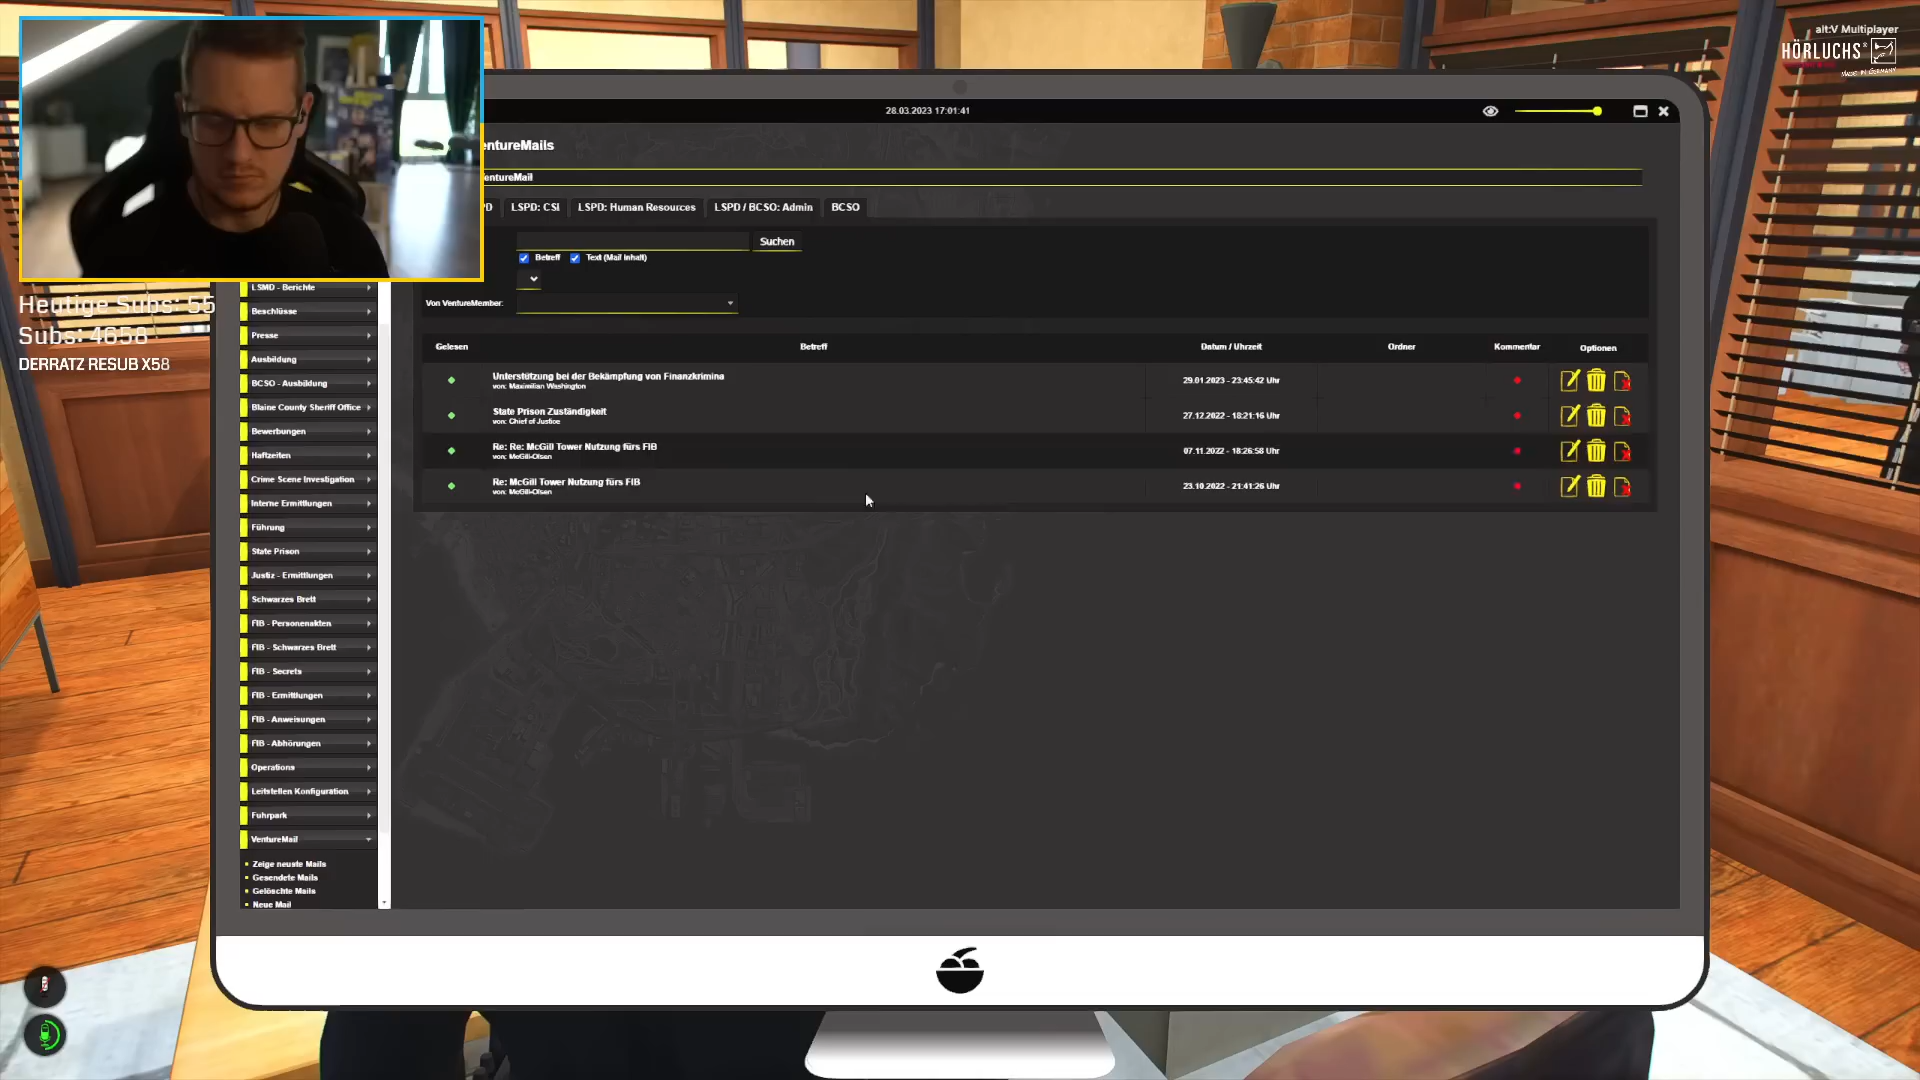 alt:V Multiplayer
HÖRLUCHS
MADE IN GERMANY
28.03.2023 17:01:41
entureMails
entureMail
PD
LSPD: CSI
LSPD: Human Resources
LSPD / BCSO: Admin
BCSO
Suchen
Betreff
Text (Mail Inhalt)
Von VentureMember:
Heutige Subs: 55
Subs: 4658
DERRATZ RESUB X58
LSMD - Berichte
Beschlüsse
Presse
Ausbildung
BCSO - Ausbildung
Blaine County Sheriff Office
Bewerbungen
Haftzeiten
Crime Scene Investigation
Interne Ermittlungen
Führung
State Prison
Justiz - Ermittlungen
Schwarzes Brett
FIB - Personenakten
FIB - Schwarzes Brett
FIB - Secrets
FIB - Ermittlungen
FIB - Anweisungen
FIB - Abhörungen
Operations
Leitstellen Konfiguration
Fuhrpark
VentureMail
Zeige neuste Mails
Gesendete Mails
Gelöschte Mails
Neue Mail
Gelesen Betreff Datum / Uhrzeit Ordner Kommentar Optionen
Unterstützung bei der Bekämpfung von Finanzkrimina
von: Maximilian Washington
29.01.2023 - 23:45:42 Uhr
State Prison Zuständigkeit
von: Chief of Justice
27.12.2022 - 18:21:16 Uhr
Re: Re: McGill Tower Nutzung fürs FIB
von: McGill-Olsen
07.11.2022 - 18:26:58 Uhr
Re: McGill Tower Nutzung fürs FIB
von: McGill-Olsen
23.10.2022 - 21:41:26 Uhr